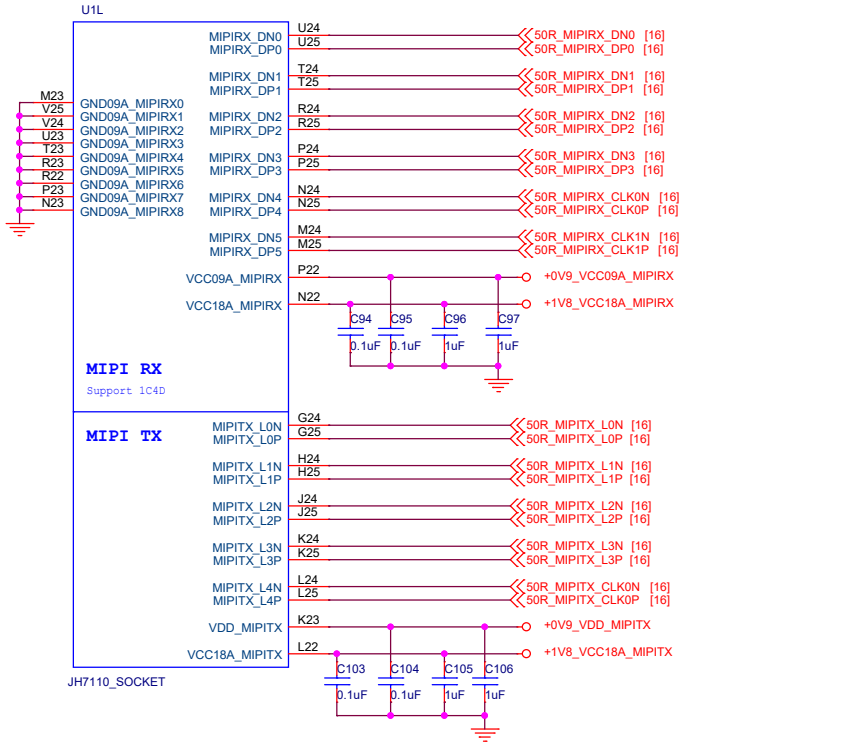 U1L
MIPIRX_DN0 U24 50R_MIPIRX_DN0 [16]
MIPIRX_DP0 U25 50R_MIPIRX_DP0 [16]
MIPIRX_DN1 T24 50R_MIPIRX_DN1 [16]
MIPIRX_DP1 T25 50R_MIPIRX_DP1 [16]
M23 GND09A_MIPIRX0
V25 GND09A_MIPIRX1 MIPIRX_DN2 R24 50R_MIPIRX_DN2 [16]
V24 GND09A_MIPIRX2 MIPIRX_DP2 R25 50R_MIPIRX_DP2 [16]
U23 GND09A_MIPIRX3
T23 GND09A_MIPIRX4 MIPIRX_DN3 P24 50R_MIPIRX_DN3 [16]
R23 GND09A_MIPIRX5 MIPIRX_DP3 P25 50R_MIPIRX_DP3 [16]
R22 GND09A_MIPIRX6
P23 GND09A_MIPIRX7 MIPIRX_DN4 N24 50R_MIPIRX_CLK0N [16]
N23 GND09A_MIPIRX8 MIPIRX_DP4 N25 50R_MIPIRX_CLK0P [16]
MIPIRX_DN5 M24 50R_MIPIRX_CLK1N [16]
MIPIRX_DP5 M25 50R_MIPIRX_CLK1P [16]
VCC09A_MIPIRX P22 +0V9_VCC09A_MIPIRX
VCC18A_MIPIRX N22 +1V8_VCC18A_MIPIRX
C94 C95 C96 C97
0.1uF 0.1uF 1uF 1uF
MIPI RX
Support 1C4D
MIPI TX
MIPITX_L0N G24 50R_MIPITX_L0N [16]
MIPITX_L0P G25 50R_MIPITX_L0P [16]
MIPITX_L1N H24 50R_MIPITX_L1N [16]
MIPITX_L1P H25 50R_MIPITX_L1P [16]
MIPITX_L2N J24 50R_MIPITX_L2N [16]
MIPITX_L2P J25 50R_MIPITX_L2P [16]
MIPITX_L3N K24 50R_MIPITX_L3N [16]
MIPITX_L3P K25 50R_MIPITX_L3P [16]
MIPITX_L4N L24 50R_MIPITX_CLK0N [16]
MIPITX_L4P L25 50R_MIPITX_CLK0P [16]
VDD_MIPITX K23 +0V9_VDD_MIPITX
VCC18A_MIPITX L22 +1V8_VCC18A_MIPITX
C103 C104 C105 C106
0.1uF 0.1uF 1uF 1uF
JH7110_SOCKET